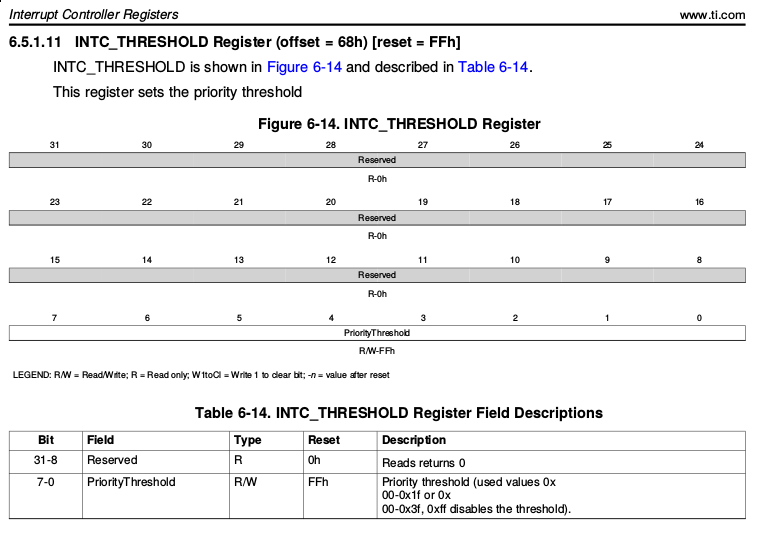 Interrupt Controller Registers www.ti.com
6.5.1.11 INTC_THRESHOLD Register (offset = 68h) [reset = FFh]
INTC_THRESHOLD is shown in Figure 6-14 and described in Table 6-14.
This register sets the priority threshold
Figure 6-14. INTC_THRESHOLD Register
31 30 29 28 27 26 25 24
Reserved
R-0h
23 22 21 20 19 18 17 16
Reserved
R-0h
15 14 13 12 11 10 9 8
Reserved
R-0h
7 6 5 4 3 2 1 0
PriorityThreshold
R/W-FFh
LEGEND: R/W = Read/Write; R = Read only; W1toCl = Write 1 to clear bit; -n = value after reset
Table 6-14. INTC_THRESHOLD Register Field Descriptions
Bit Field Type Reset Description
31-8 Reserved R 0h Reads returns 0
7-0 PriorityThreshold R/W FFh Priority threshold (used values 0x
00-0x1f or 0x
00-0x3f, 0xff disables the threshold).